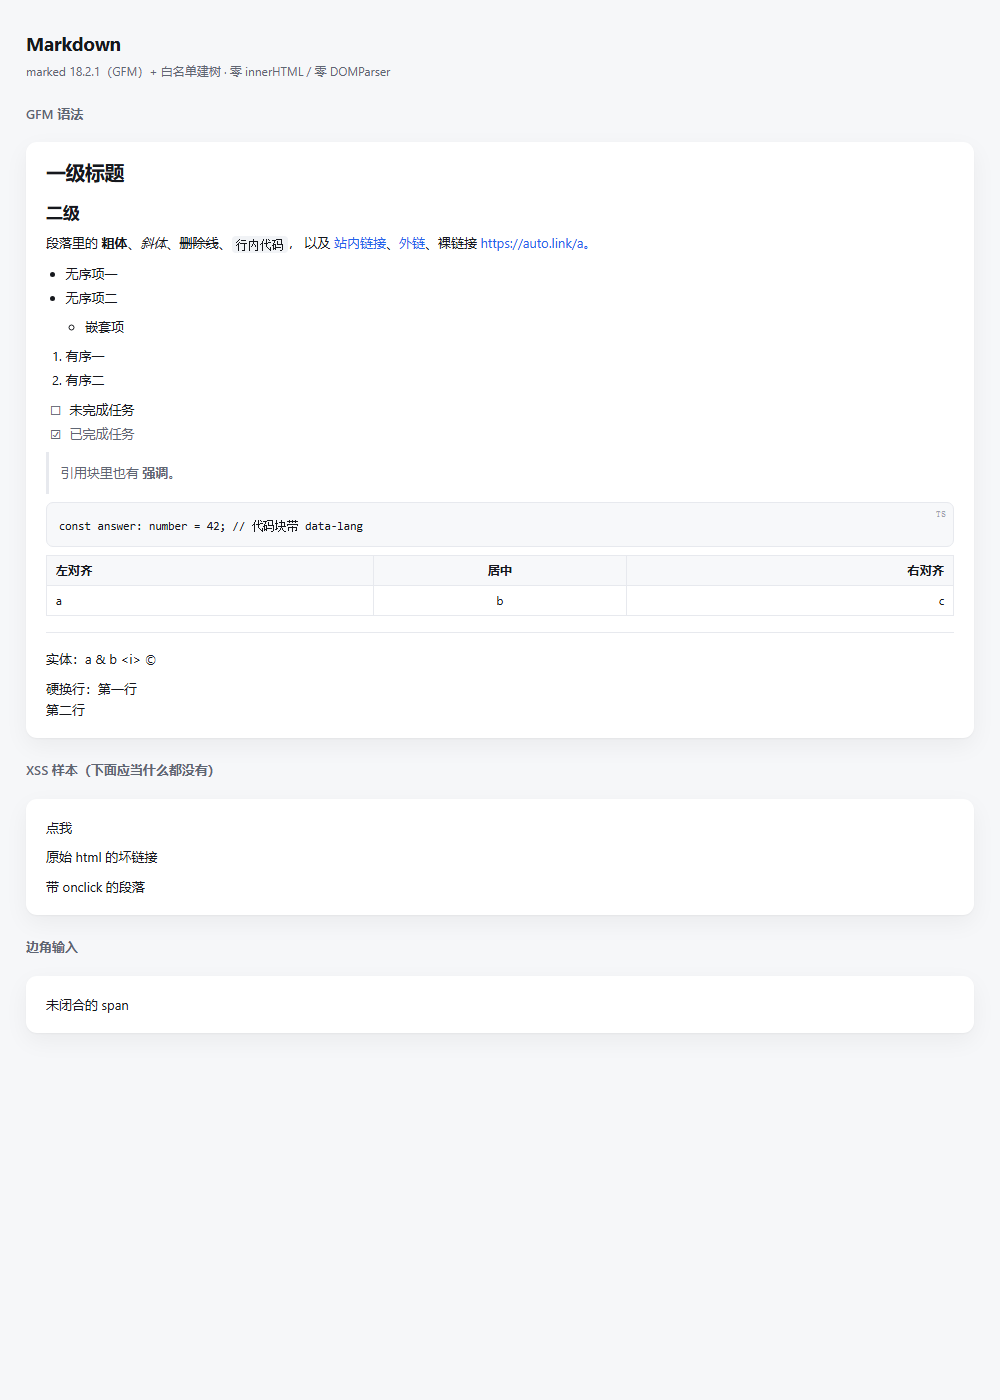 Markdown
marked 18.2.1（GFM）+ 白名单建树 · 零 innerHTML / 零 DOMParser
GFM 语法
一级标题
二级
段落里的 粗体、斜体、删除线、行内代码， 以及 站内链接、外链、裸链接 https://auto.link/a。
• 无序项一
• 无序项二
◦ 嵌套项
1. 有序一
2. 有序二
☐ 未完成任务
☑ 已完成任务
引用块里也有 强调。
TS
const answer: number = 42; // 代码块带 data-lang
左对齐 居中 右对齐
a b c
实体：a & b <i> ©
硬换行：第一行
第二行
XSS 样本（下面应当什么都没有）
点我
原始 html 的坏链接
带 onclick 的段落
边角输入
未闭合的 span